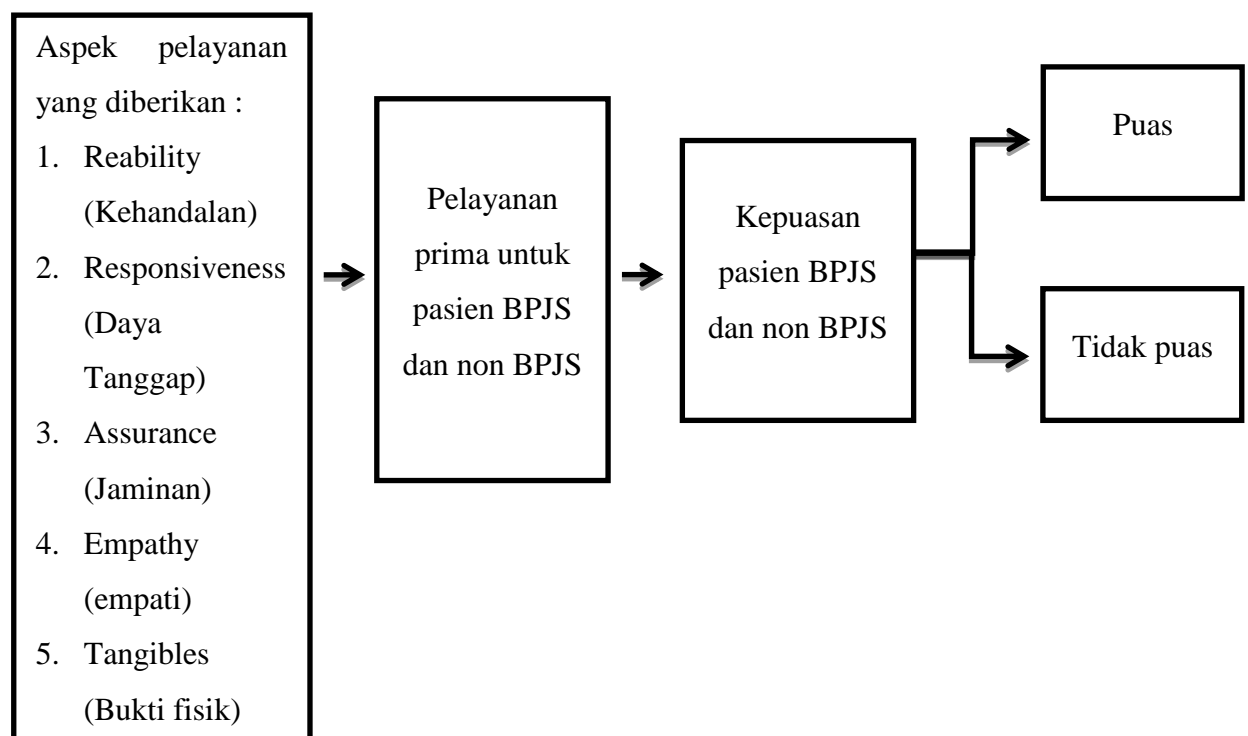 Aspek pelayanan
yang diberikan :
1. Reability
(Kehandalan)
2. Responsiveness
(Daya
Tanggap)
3. Assurance
(Jaminan)
4. Empathy
(empati)
5. Tangibles
(Bukti fisik)
Pelayanan
prima untuk
pasien BPJS
dan non BPJS
Kepuasan
pasien BPJS
dan non BPJS
Puas
Tidak puas